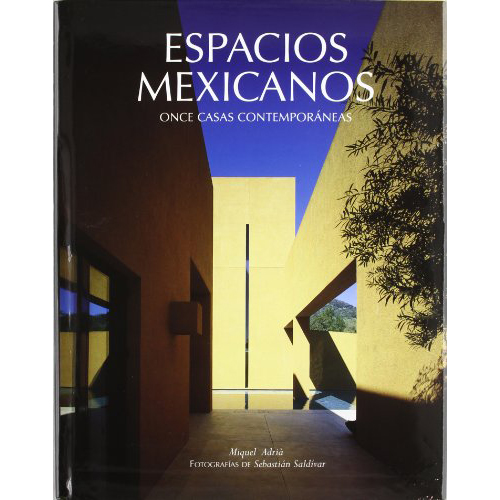 ESPACIOS
MEXICANOS
ONCE CASAS CONTEMPORÁNEAS
Miquel Adrià
FOTOGRAFÍAS DE Sebastián Saldívar